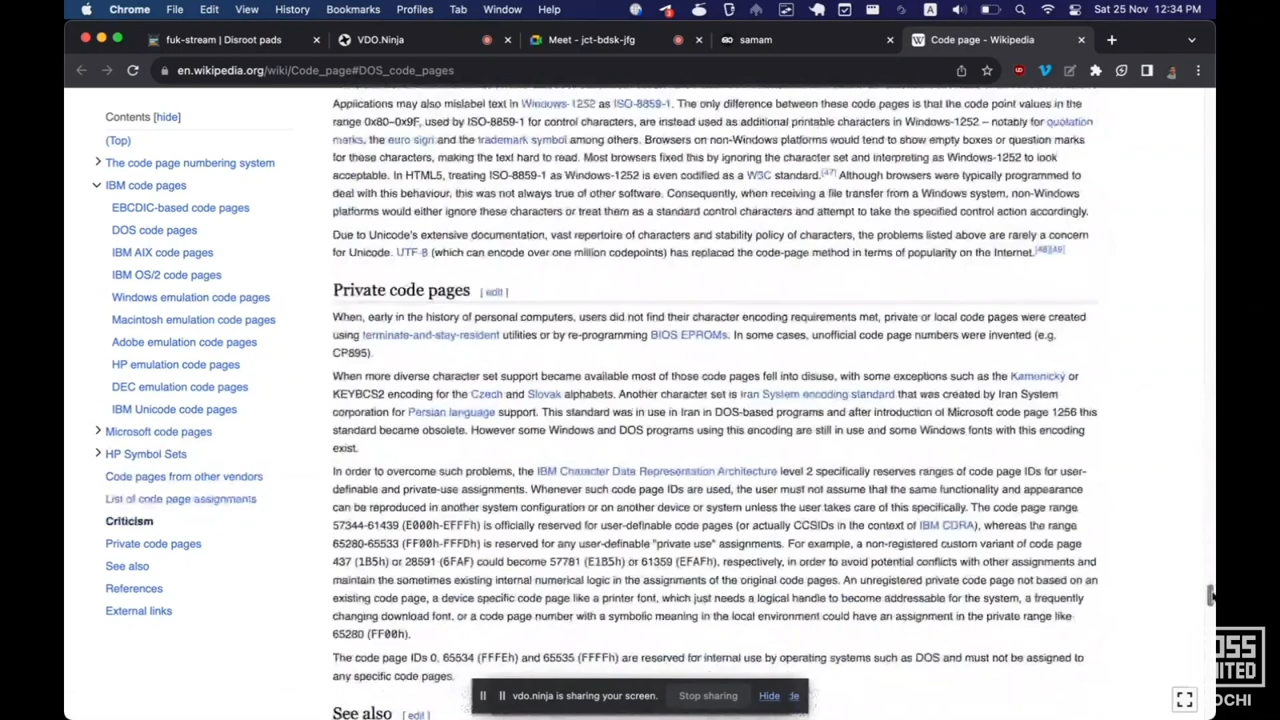 Chrome File Edit View History Bookmarks Profiles Tab Window Help
Sat 25 Nov 12:34 PM
fuk-stream | Disroot pads
VDO.Ninja
Meet - jct-bdsk-jfg
samam
Code page - Wikipedia
en.wikipedia.org/wiki/Code_page#DOS_code_pages
Contents [hide]
(Top)
The code page numbering system
IBM code pages
EBCDIC-based code pages
DOS code pages
IBM AIX code pages
IBM OS/2 code pages
Windows emulation code pages
Macintosh emulation code pages
Adobe emulation code pages
HP emulation code pages
DEC emulation code pages
IBM Unicode code pages
Microsoft code pages
HP Symbol Sets
Code pages from other vendors
List of code page assignments
Criticism
Private code pages
See also
References
External links
Applications may also mislabel text in Windows-1252 as ISO-8859-1. The only difference between these code pages is that the code point values in the
range 0x80–0x9F, used by ISO-8859-1 for control characters, are instead used as additional printable characters in Windows-1252 – notably for quotation
marks, the euro sign and the trademark symbol among others. Browsers on non-Windows platforms would tend to show empty boxes or question marks
for these characters, making the text hard to read. Most browsers fixed this by ignoring the character set and interpreting as Windows-1252 to look
acceptable. In HTML5, treating ISO-8859-1 as Windows-1252 is even codified as a W3C standard.[47] Although browsers were typically programmed to
deal with this behaviour, this was not always true of other software. Consequently, when receiving a file transfer from a Windows system, non-Windows
platforms would either ignore these characters or treat them as a standard control characters and attempt to take the specified control action accordingly.
Due to Unicode's extensive documentation, vast repertoire of characters and stability policy of characters, the problems listed above are rarely a concern
for Unicode. UTF-8 (which can encode over one million codepoints) has replaced the code-page method in terms of popularity on the Internet.[48][49]
Private code pages [ edit ]
When, early in the history of personal computers, users did not find their character encoding requirements met, private or local code pages were created
using terminate-and-stay-resident utilities or by re-programming BIOS EPROMs. In some cases, unofficial code page numbers were invented (e.g.
CP895).
When more diverse character set support became available most of those code pages fell into disuse, with some exceptions such as the Kamenický or
KEYBCS2 encoding for the Czech and Slovak alphabets. Another character set is Iran System encoding standard that was created by Iran System
corporation for Persian language support. This standard was in use in Iran in DOS-based programs and after introduction of Microsoft code page 1256 this
standard became obsolete. However some Windows and DOS programs using this encoding are still in use and some Windows fonts with this encoding
exist.
In order to overcome such problems, the IBM Character Data Representation Architecture level 2 specifically reserves ranges of code page IDs for user-
definable and private-use assignments. Whenever such code page IDs are used, the user must not assume that the same functionality and appearance
can be reproduced in another system configuration or on another device or system unless the user takes care of this specifically. The code page range
57344-61439 (E000h-EFFFh) is officially reserved for user-definable code pages (or actually CCSIDs in the context of IBM CDRA), whereas the range
65280-65533 (FF00h-FFFDh) is reserved for any user-definable "private use" assignments. For example, a non-registered custom variant of code page
437 (1B5h) or 28591 (6FAF) could become 57781 (E1B5h) or 61359 (EFAFh), respectively, in order to avoid potential conflicts with other assignments and
maintain the sometimes existing internal numerical logic in the assignments of the original code pages. An unregistered private code page not based on an
existing code page, a device specific code page like a printer font, which just needs a logical handle to become addressable for the system, a frequently
changing download font, or a code page number with a symbolic meaning in the local environment could have an assignment in the private range like
65280 (FF00h).
The code page IDs 0, 65534 (FFFEh) and 65535 (FFFFh) are reserved for internal use by operating systems such as DOS and must not be assigned to
any specific code pages.
See also [ edit ]
vdo.ninja is sharing your screen. Stop sharing Hide
OSS
NITED
OCHI